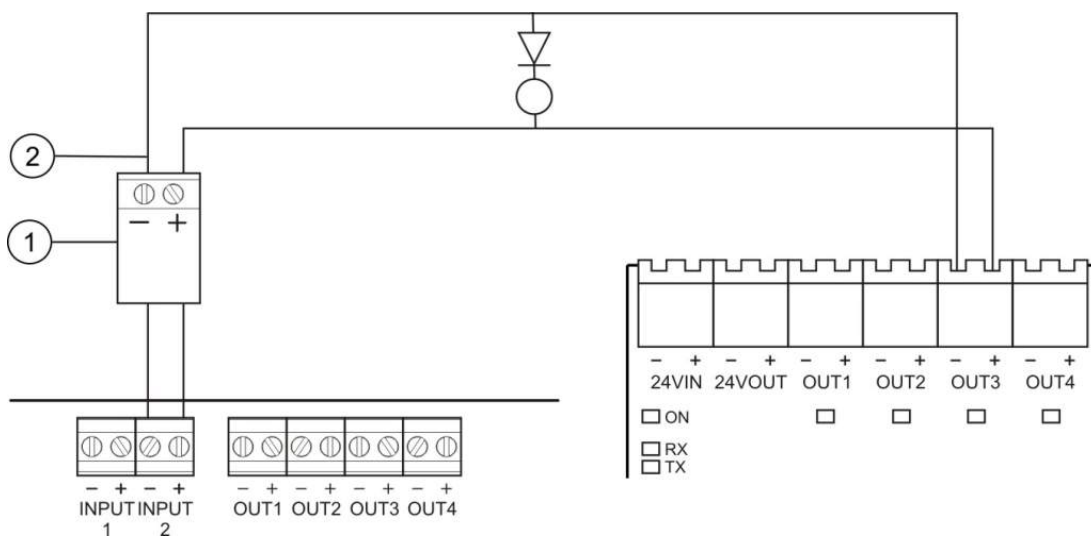 2
1
− +
− + − + − + − + − + − +
24VIN 24VOUT OUT1 OUT2 OUT3 OUT4
ON
RX
TX
− + − + − + − + − + − +
INPUT INPUT OUT1 OUT2 OUT3 OUT4
1 2